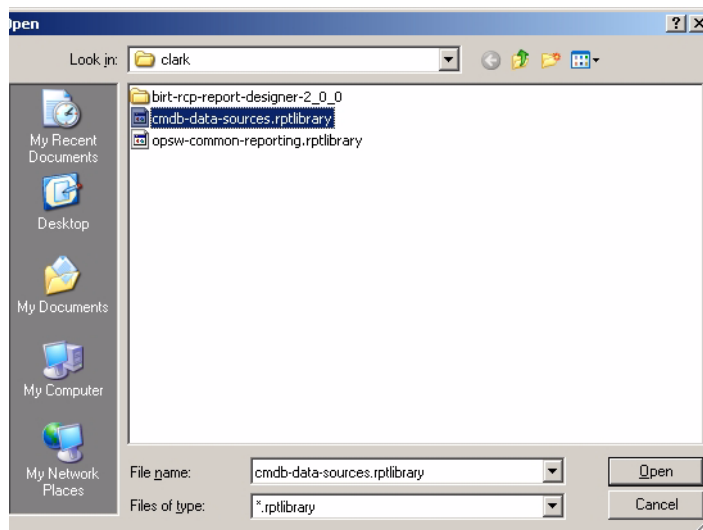 Open
Look in: clark
birt-rcp-report-designer-2_0_0
cmdb-data-sources.rptlibrary
opsw-common-reporting.rptlibrary
My Recent
Documents
Desktop
My Documents
My Computer
My Network
Places
File name: cmdb-data-sources.rptlibrary Open
Files of type: *.rptlibrary Cancel